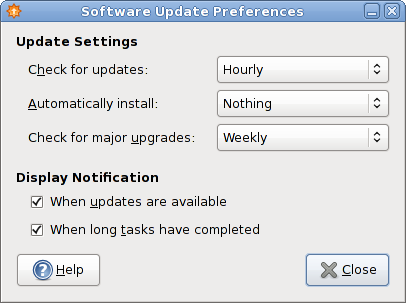 Software Update Preferences
Update Settings
Check for updates: Hourly
Automatically install: Nothing
Check for major upgrades: Weekly
Display Notification
When updates are available
When long tasks have completed
Help Close